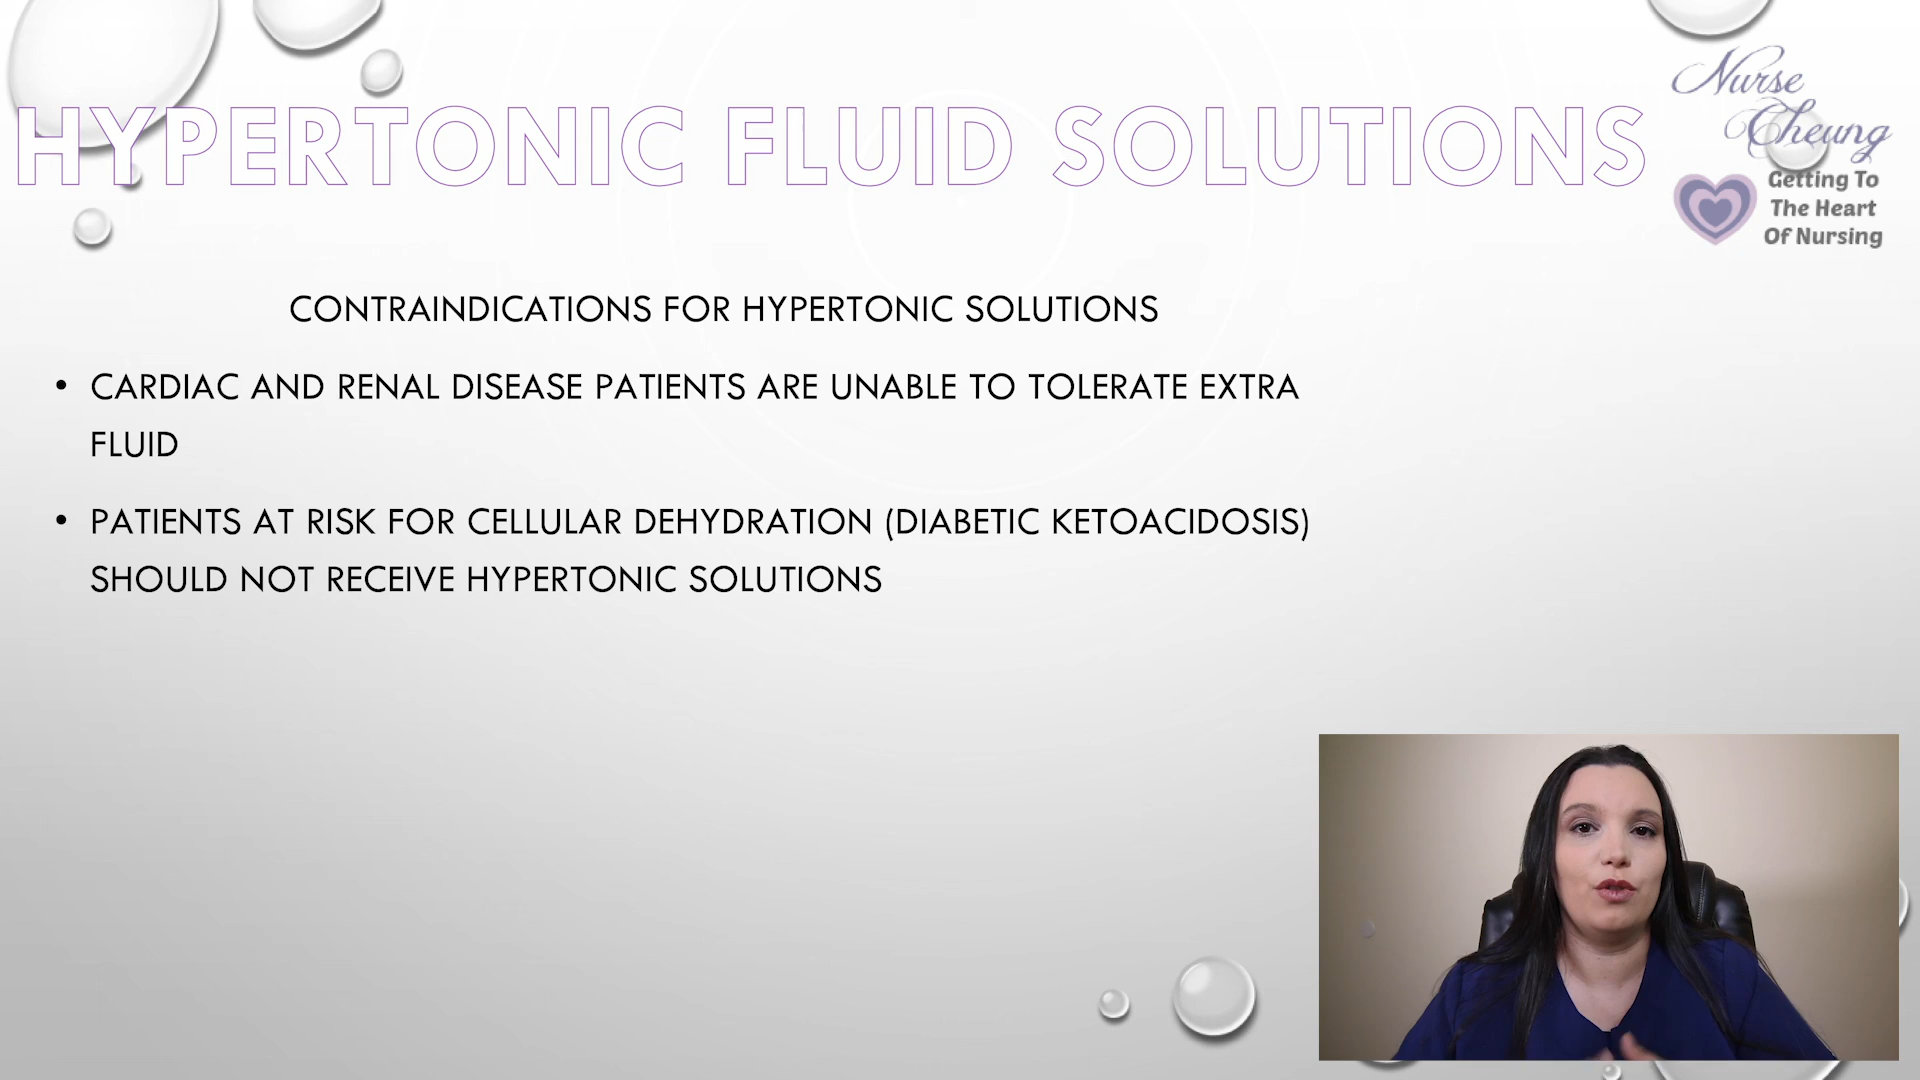 HYPERTONIC FLUID SOLUTIONS
Nurse
Cheung
Getting To
The Heart
Of Nursing
CONTRAINDICATIONS FOR HYPERTONIC SOLUTIONS
• CARDIAC AND RENAL DISEASE PATIENTS ARE UNABLE TO TOLERATE EXTRA
FLUID
• PATIENTS AT RISK FOR CELLULAR DEHYDRATION (DIABETIC KETOACIDOSIS)
SHOULD NOT RECEIVE HYPERTONIC SOLUTIONS